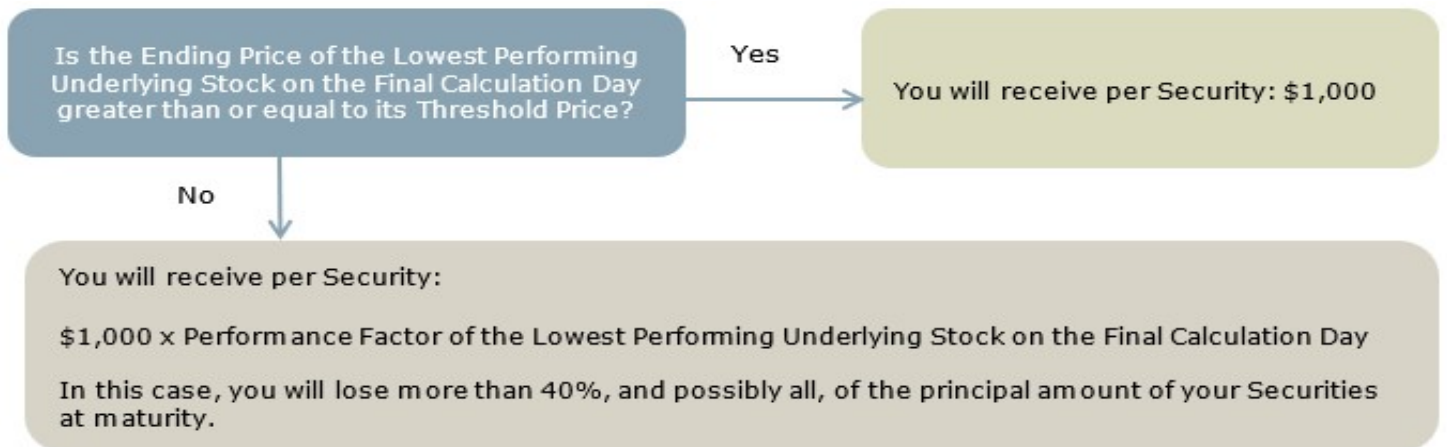 Is the Ending Price of the Lowest Performing
Underlying Stock on the Final Calculation Day
greater than or equal to its Threshold Price?
Yes
You will receive per Security: $1,000
No
You will receive per Security:
$1,000 x Performance Factor of the Lowest Performing Underlying Stock on the Final Calculation Day
In this case, you will lose more than 40%, and possibly all, of the principal amount of your Securities
at maturity.